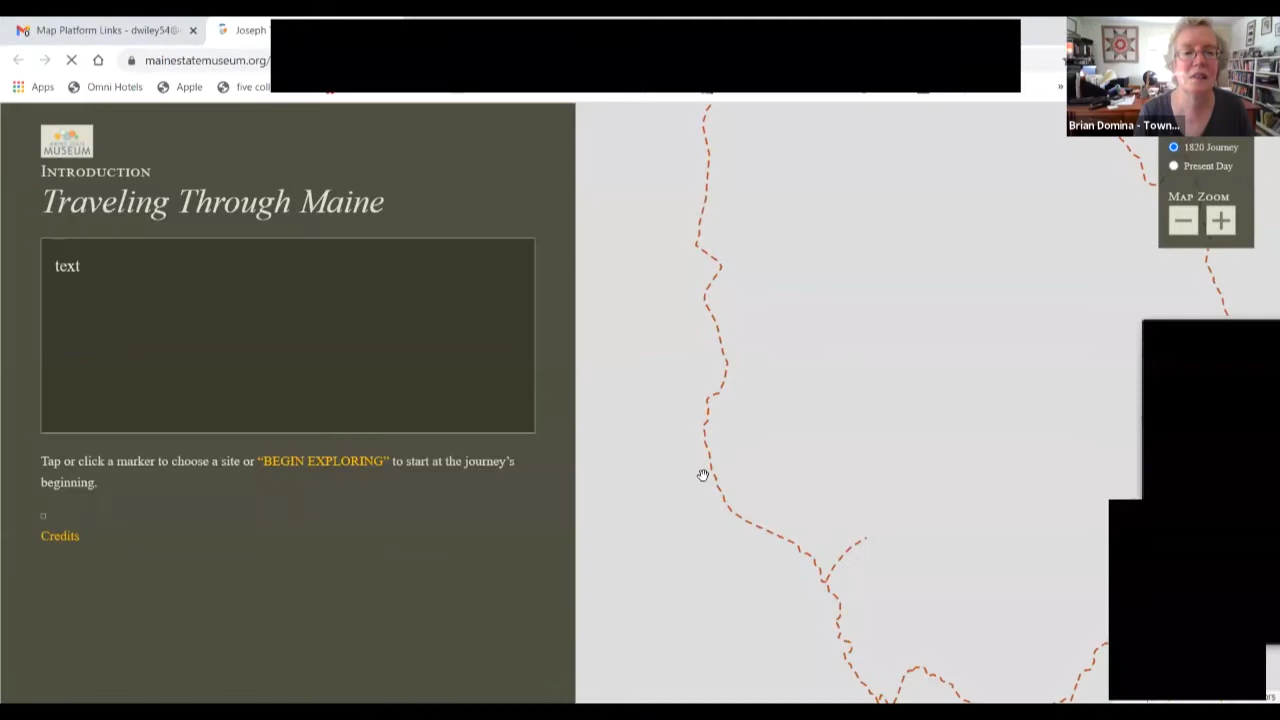 Map Platform Links - dwiley54@
Joseph
mainestatemuseum.org/
Apps
Omni Hotels
Apple
five coll
»
Brian Domina - Town...
1820 Journey
Present Day
MAP ZOOM
MUSEUM
INTRODUCTION
Traveling Through Maine
text
Tap or click a marker to choose a site or “BEGIN EXPLORING” to start at the journey’s
beginning.
Credits